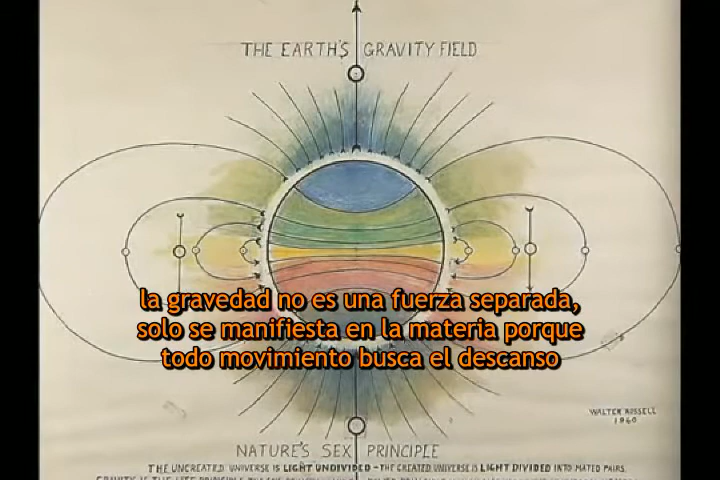 THE EARTH'S GRAVITY FIELD
la gravedad no es una fuerza separada,
solo se manifiesta en la materia porque
todo movimiento busca el descanso
WALTER RUSSELL
1940
NATURE'S SEX PRINCIPLE
THE UNCREATED UNIVERSE IS LIGHT UNDIVIDED - THE CREATED UNIVERSE IS LIGHT DIVIDED INTO MATED PAIRS.